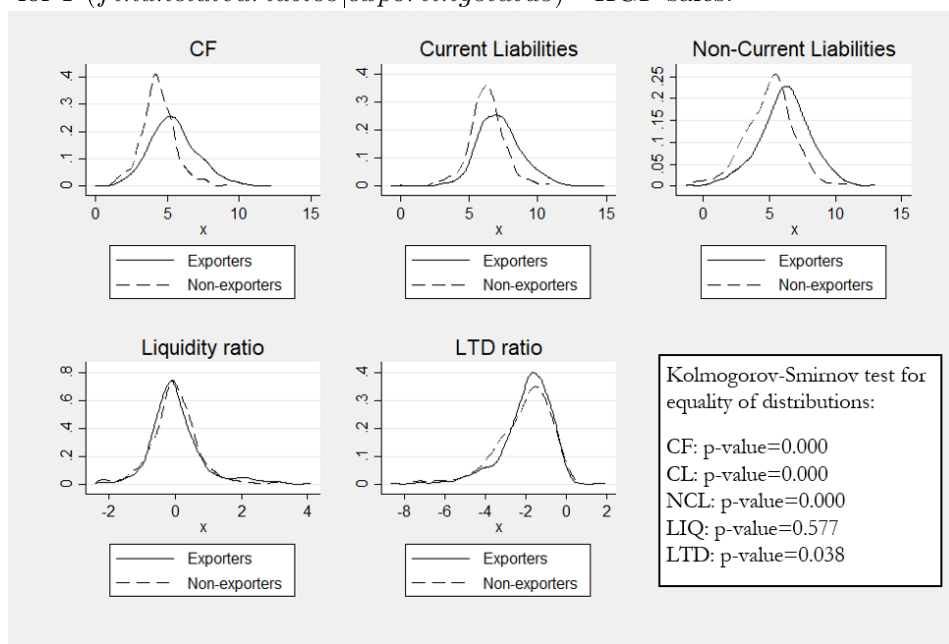 CF
Current Liabilities
Non-Current Liabilities
.4
.3
.2
.1
0
0 5 10 15
x
Exporters
Non-exporters
.4
.3
.2
.1
0
0 5 10 15
x
Exporters
Non-exporters
.25
.15
.2
.1
.05
0
0 5 10 15
x
Exporters
Non-exporters
Liquidity ratio
LTD ratio
.8
.6
.4
.2
0
-2 0 2 4
x
Exporters
Non-exporters
.4
.3
.2
.1
0
-8 -6 -4 -2 0 2
x
Exporters
Non-exporters
Kolmogorov-Smirnov test for
equality of distributions:
CF: p-value=0.000
CL: p-value=0.000
NCL: p-value=0.000
LIQ: p-value=0.577
LTD: p-value=0.038